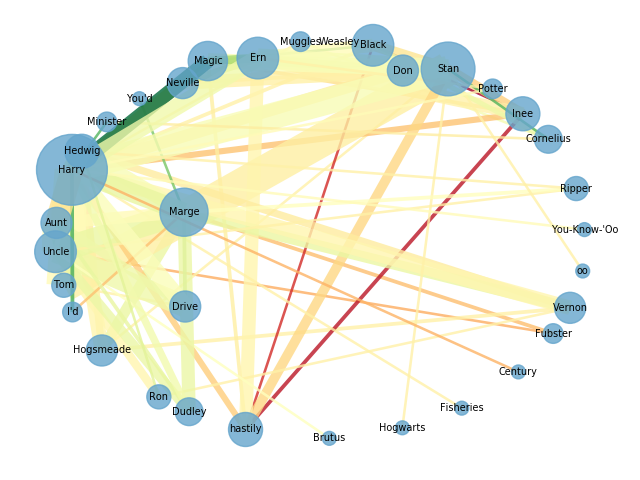 Muggles
Weasley
Black
Ern
Magic
Don
Stan
Neville
Potter
You'd
Inee
Minister
Cornelius
Hedwig
Harry
Ripper
Marge
Aunt
You-Know-'Oo
Uncle
oo
Tom
Drive
Vernon
I'd
Fubster
Hogsmeade
Century
Ron
Dudley
Fisheries
hastily
Hogwarts
Brutus